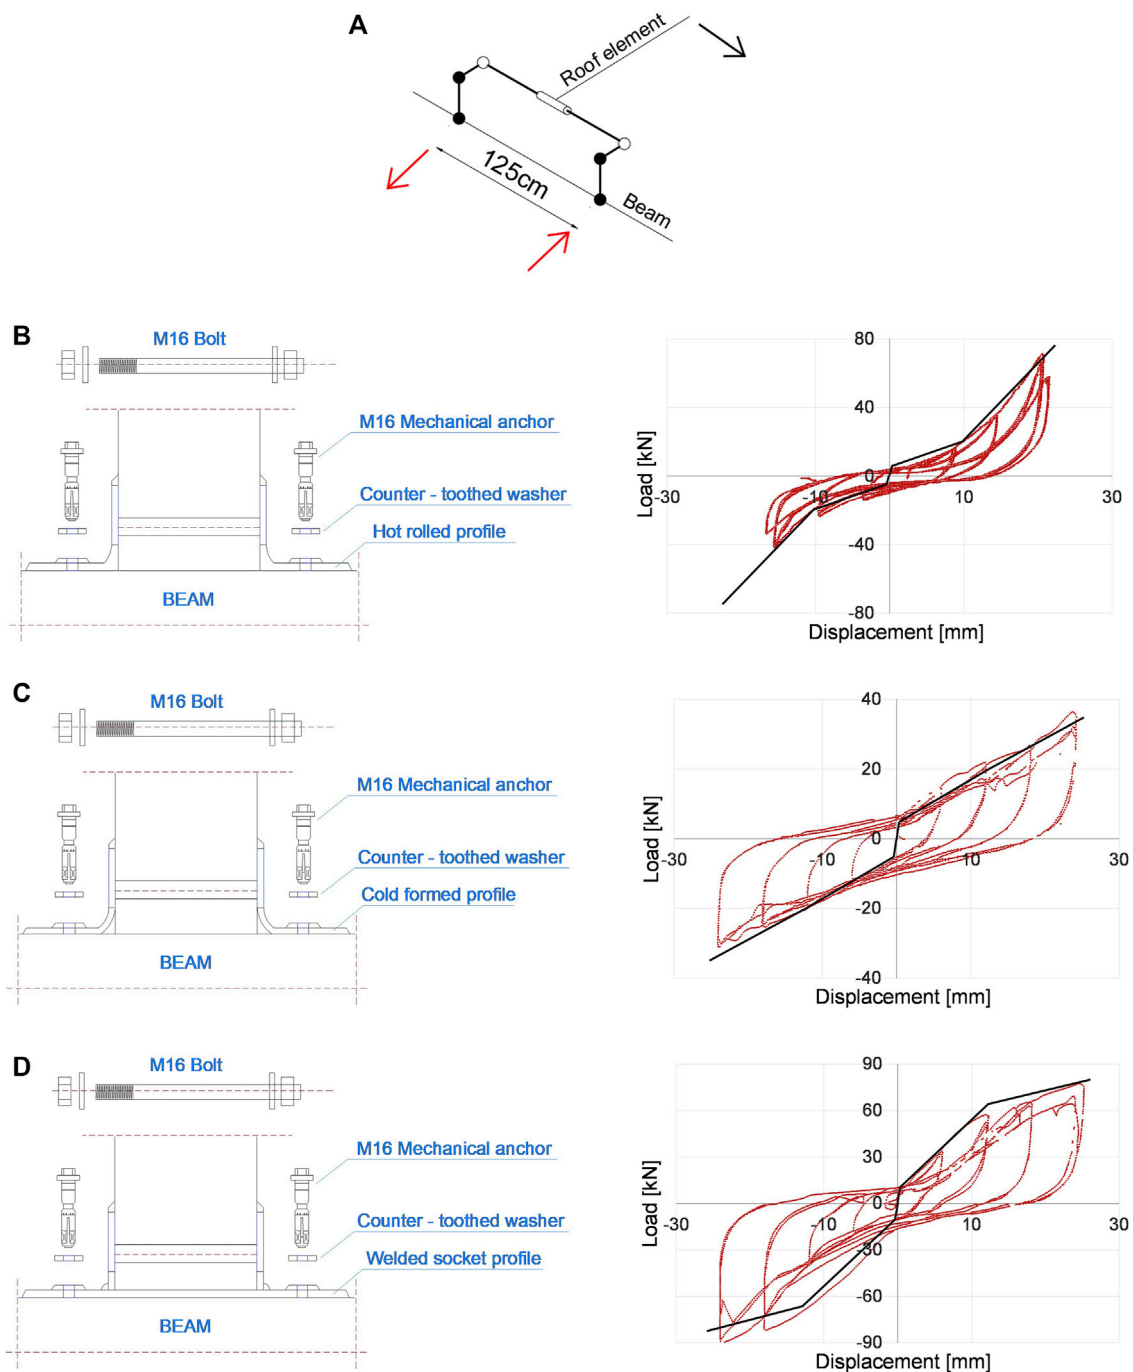 A
Roof element
125cm
Beam
B
M16 Bolt
M16 Mechanical anchor
Counter - toothed washer
Hot rolled profile
BEAM
80
40
0
-40
-80
-30
-10
10
30
Load [kN]
Displacement [mm]
C
M16 Bolt
M16 Mechanical anchor
Counter - toothed washer
Cold formed profile
BEAM
40
20
0
-20
-40
-30
-10
10
30
Load [kN]
Displacement [mm]
D
M16 Bolt
M16 Mechanical anchor
Counter - toothed washer
Welded socket profile
BEAM
90
60
30
0
-30
-60
-90
-30
-10
10
30
Load [kN]
Displacement [mm]